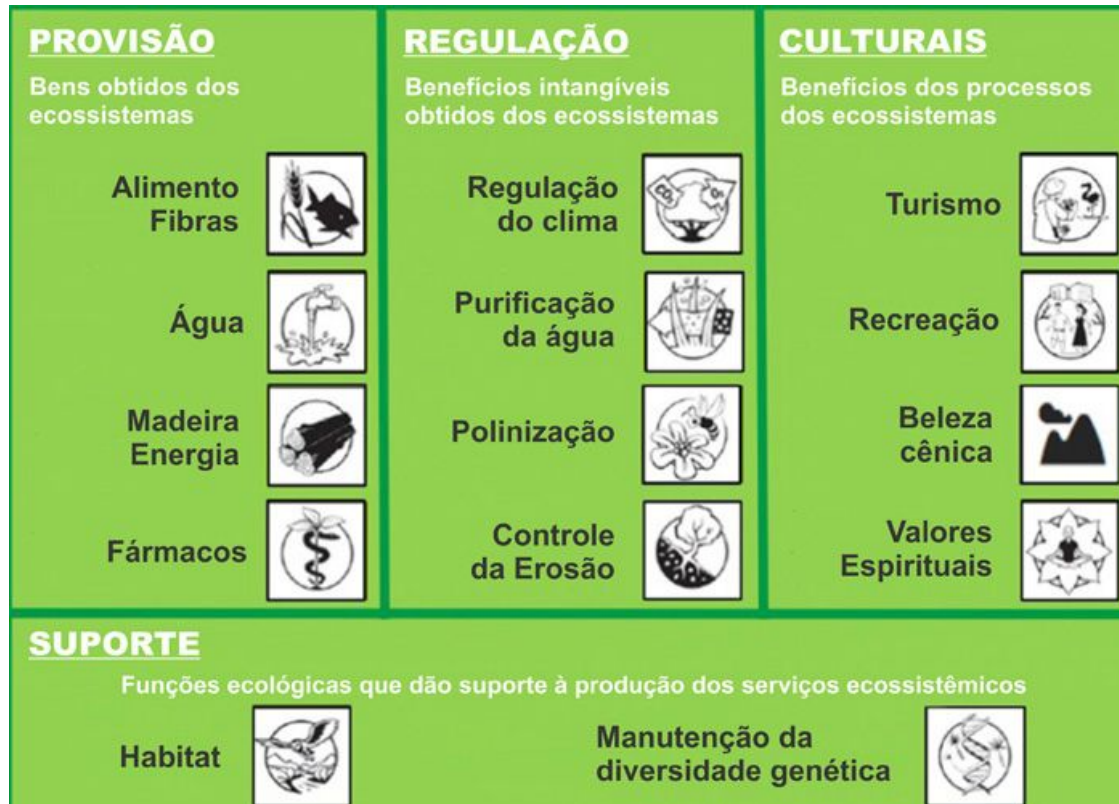 PROVISÃO
Bens obtidos dos
ecossistemas
Alimento
Fibras
Água
Madeira
Energia
Fármacos
REGULAÇÃO
Benefícios intangíveis
obtidos dos ecossistemas
Regulação
do clima
CO₂
O₂
Purificação
da água
Polinização
Controle
da Erosão
CULTURAIS
Benefícios dos processos
dos ecossistemas
Turismo
Recreação
Beleza
cênica
Valores
Espirituais
SUPORTE
Funções ecológicas que dão suporte à produção dos serviços ecossistêmicos
Habitat
Manutenção da
diversidade genética